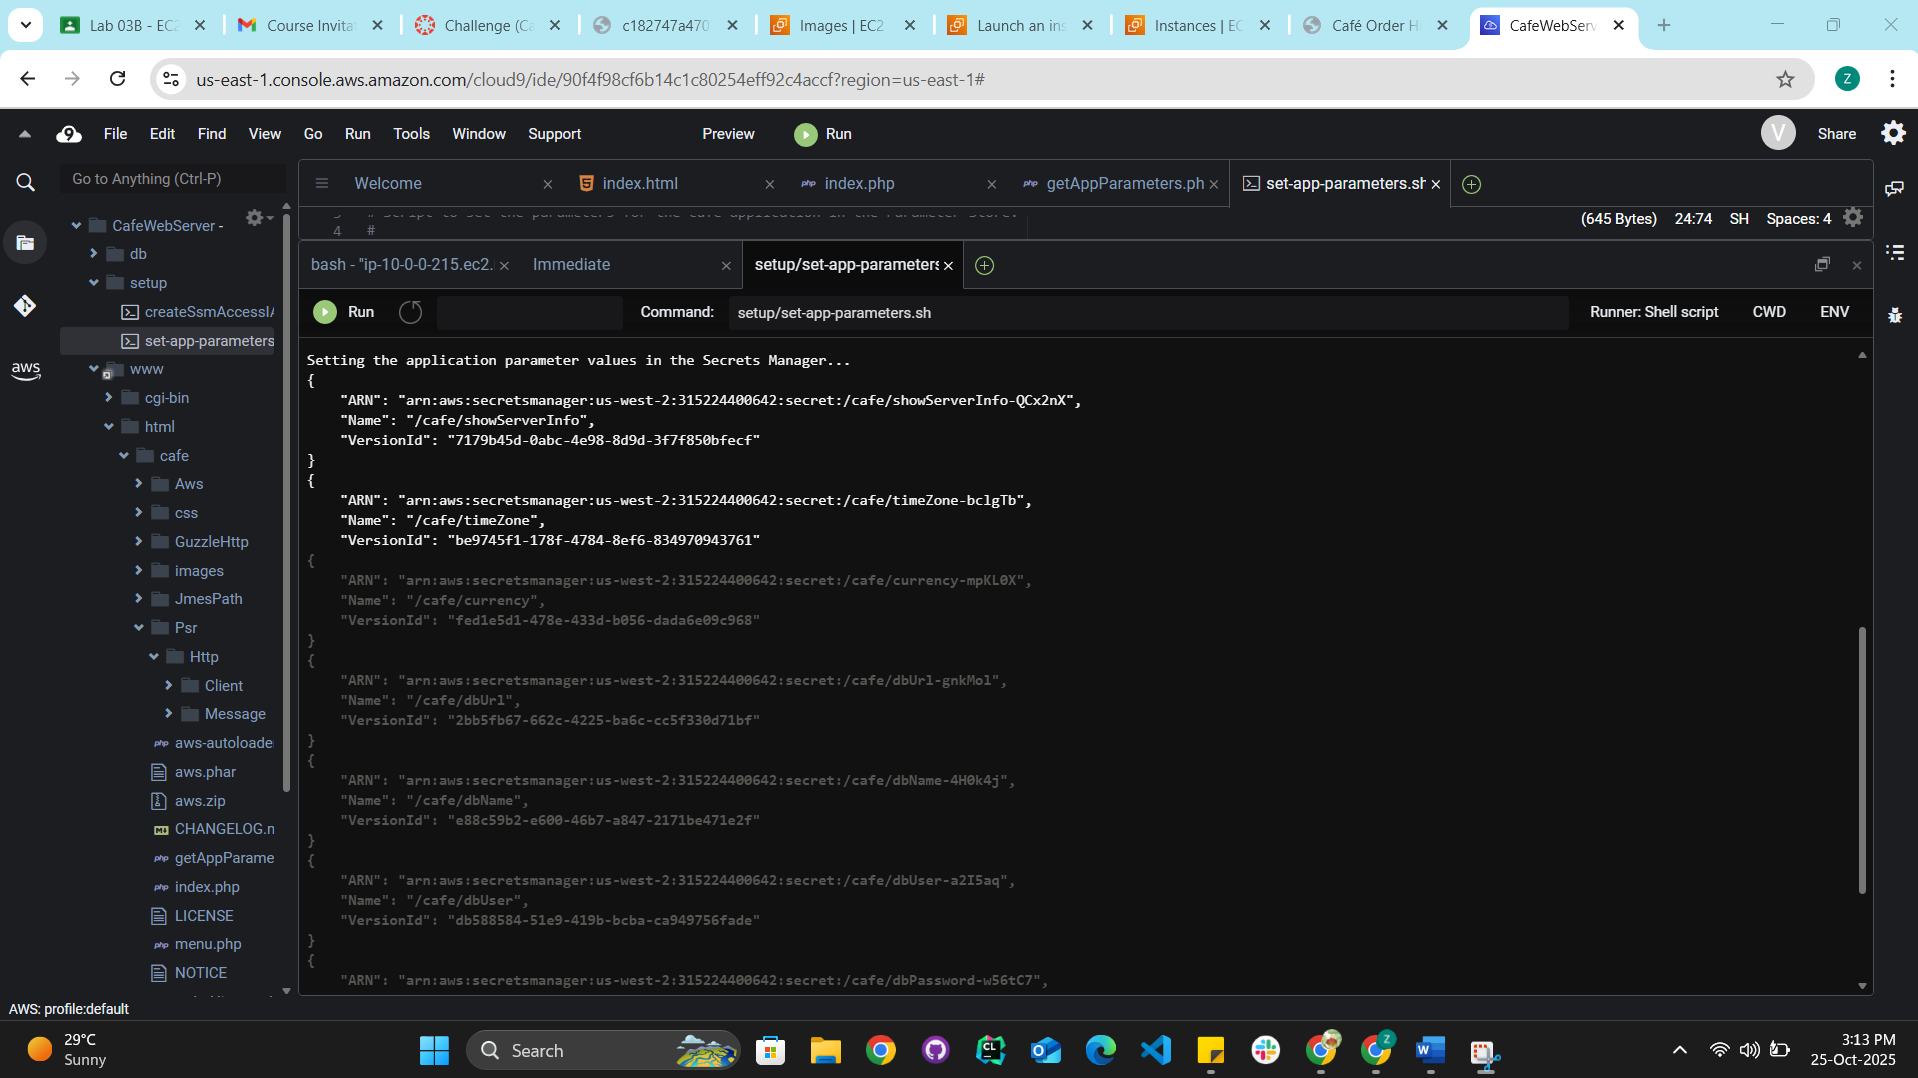 Lab 03B - EC2
Course Invitat
Challenge (Ca
c182747a470
Images | EC2
Launch an ins
Instances | EC
Café Order Hi
CafeWebServ
us-east-1.console.aws.amazon.com/cloud9/ide/90f4f98cf6b14c1c80254eff92c4accf?region=us-east-1#
Z
9 File Edit Find View Go Run Tools Window Support Preview Run V Share
Go to Anything (Ctrl-P)
Welcome index.html index.php getAppParameters.ph set-app-parameters.sh
(645 Bytes) 24:74 SH Spaces: 4
4 #
bash - "ip-10-0-0-215.ec2. Immediate setup/set-app-parameters
Run Command: setup/set-app-parameters.sh Runner: Shell script CWD ENV
CafeWebServer -
db
setup
createSsmAccessI
set-app-parameters
www
cgi-bin
html
cafe
Aws
css
GuzzleHttp
images
JmesPath
Psr
Http
Client
Message
php aws-autoloade
aws.phar
aws.zip
CHANGELOG.n
php getAppParame
php index.php
LICENSE
php menu.php
NOTICE
aws
Setting the application parameter values in the Secrets Manager...
{
"ARN": "arn:aws:secretsmanager:us-west-2:315224400642:secret:/cafe/showServerInfo-QCx2nX",
"Name": "/cafe/showServerInfo",
"VersionId": "7179b45d-0abc-4e98-8d9d-3f7f850bfecf"
}
{
"ARN": "arn:aws:secretsmanager:us-west-2:315224400642:secret:/cafe/timeZone-bclgTb",
"Name": "/cafe/timeZone",
"VersionId": "be9745f1-178f-4784-8ef6-834970943761"
{
"ARN": "arn:aws:secretsmanager:us-west-2:315224400642:secret:/cafe/currency-mpKL0X",
"Name": "/cafe/currency",
"VersionId": "fed1e5d1-478e-433d-b056-dada6e09c968"
}
{
"ARN": "arn:aws:secretsmanager:us-west-2:315224400642:secret:/cafe/dbUrl-gnkMol",
"Name": "/cafe/dbUrl",
"VersionId": "2bb5fb67-662c-4225-ba6c-cc5f330d71bf"
}
{
"ARN": "arn:aws:secretsmanager:us-west-2:315224400642:secret:/cafe/dbName-4H0k4j",
"Name": "/cafe/dbName",
"VersionId": "e88c59b2-e600-46b7-a847-2171be471e2f"
}
{
"ARN": "arn:aws:secretsmanager:us-west-2:315224400642:secret:/cafe/dbUser-a2I5aq",
"Name": "/cafe/dbUser",
"VersionId": "db588584-51e9-419b-bcba-ca949756fade"
}
{
"ARN": "arn:aws:secretsmanager:us-west-2:315224400642:secret:/cafe/dbPassword-w56tC7",
AWS: profile:default
29°C
Sunny
Search
3:13 PM
25-Oct-2025